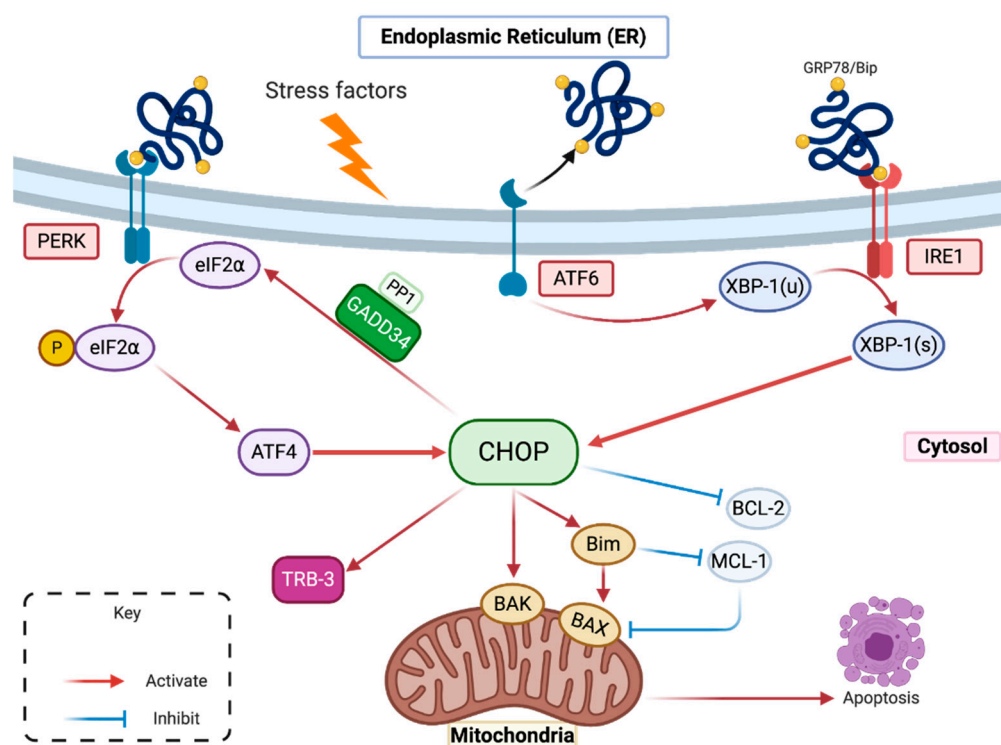 Endoplasmic Reticulum (ER)
GRP78/Bip
Stress factors
PERK
IRE1
eIF2α
ATF6
XBP-1(u)
PP1
GADD34
P
eIF2α
XBP-1(s)
ATF4
CHOP
Cytosol
BCL-2
Bim
MCL-1
TRB-3
BAK
BAX
Key
Activate
Inhibit
Apoptosis
Mitochondria